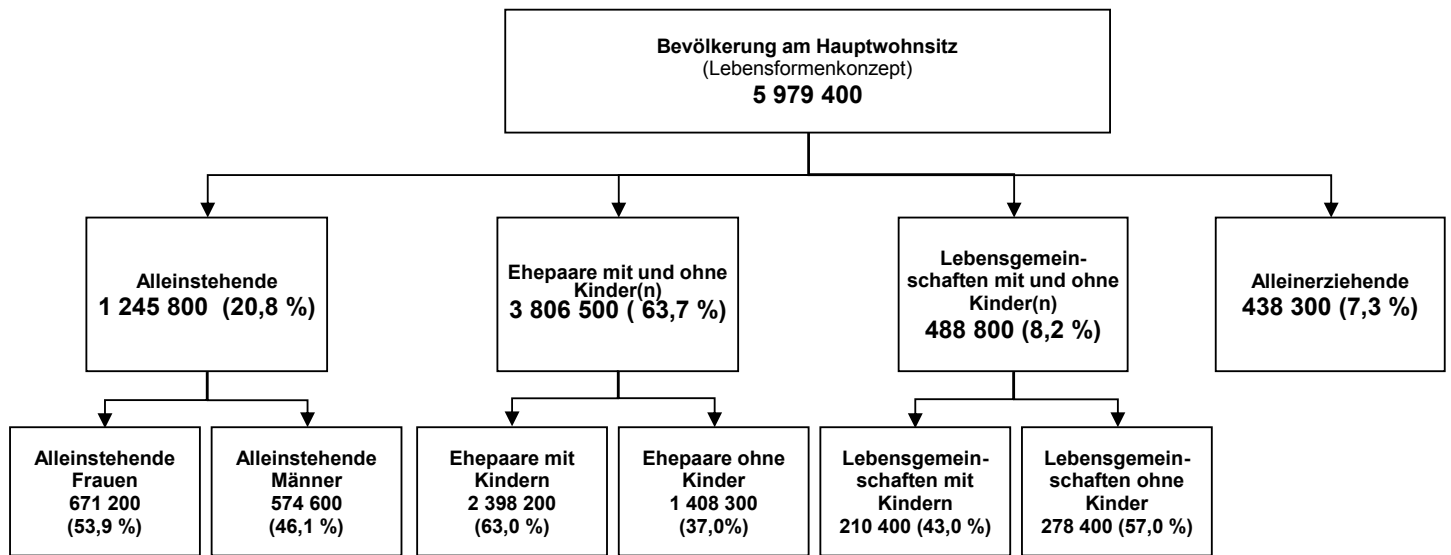 Bevölkerung am Hauptwohnsitz
(Lebensformenkonzept)
5 979 400
Alleinstehende
1 245 800 (20,8 %)
Ehepaare mit und ohne
Kinder(n)
3 806 500 ( 63,7 %)
Lebensgemein-
schaften mit und ohne
Kinder(n)
488 800 (8,2 %)
Alleinerziehende
438 300 (7,3 %)
Alleinstehende
Frauen
671 200
(53,9 %)
Alleinstehende
Männer
574 600
(46,1 %)
Ehepaare mit
Kindern
2 398 200
(63,0 %)
Ehepaare ohne
Kinder
1 408 300
(37,0%)
Lebensgemein-
schaften mit
Kindern
210 400 (43,0 %)
Lebensgemein-
schaften ohne
Kinder
278 400 (57,0 %)